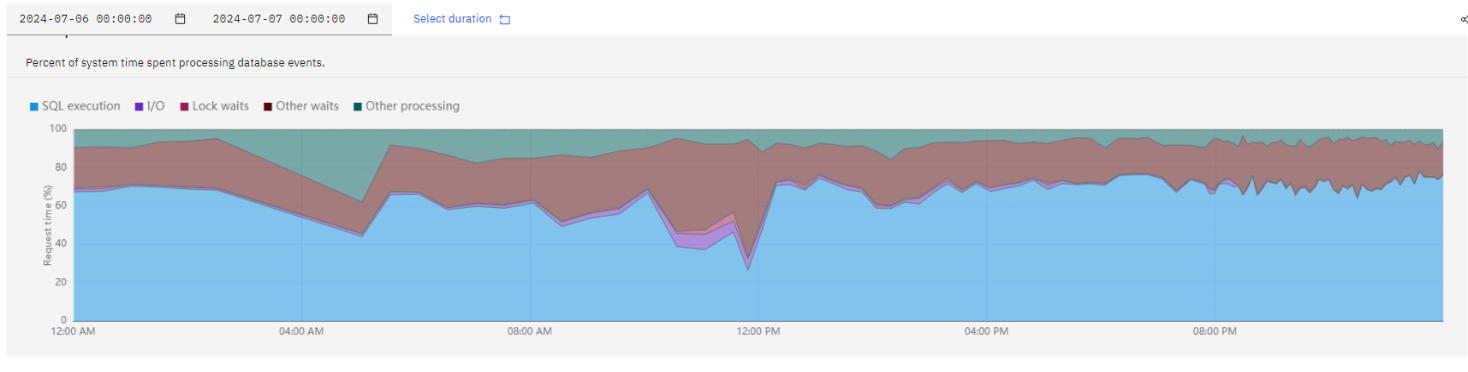 2024-07-06 00:00:00 2024-07-07 00:00:00 Select duration
Percent of system time spent processing database events.
SQL execution I/O Lock waits Other waits Other processing
Request time (%)
100
80
60
40
20
0
12:00 AM 04:00 AM 08:00 AM 12:00 PM 04:00 PM 08:00 PM